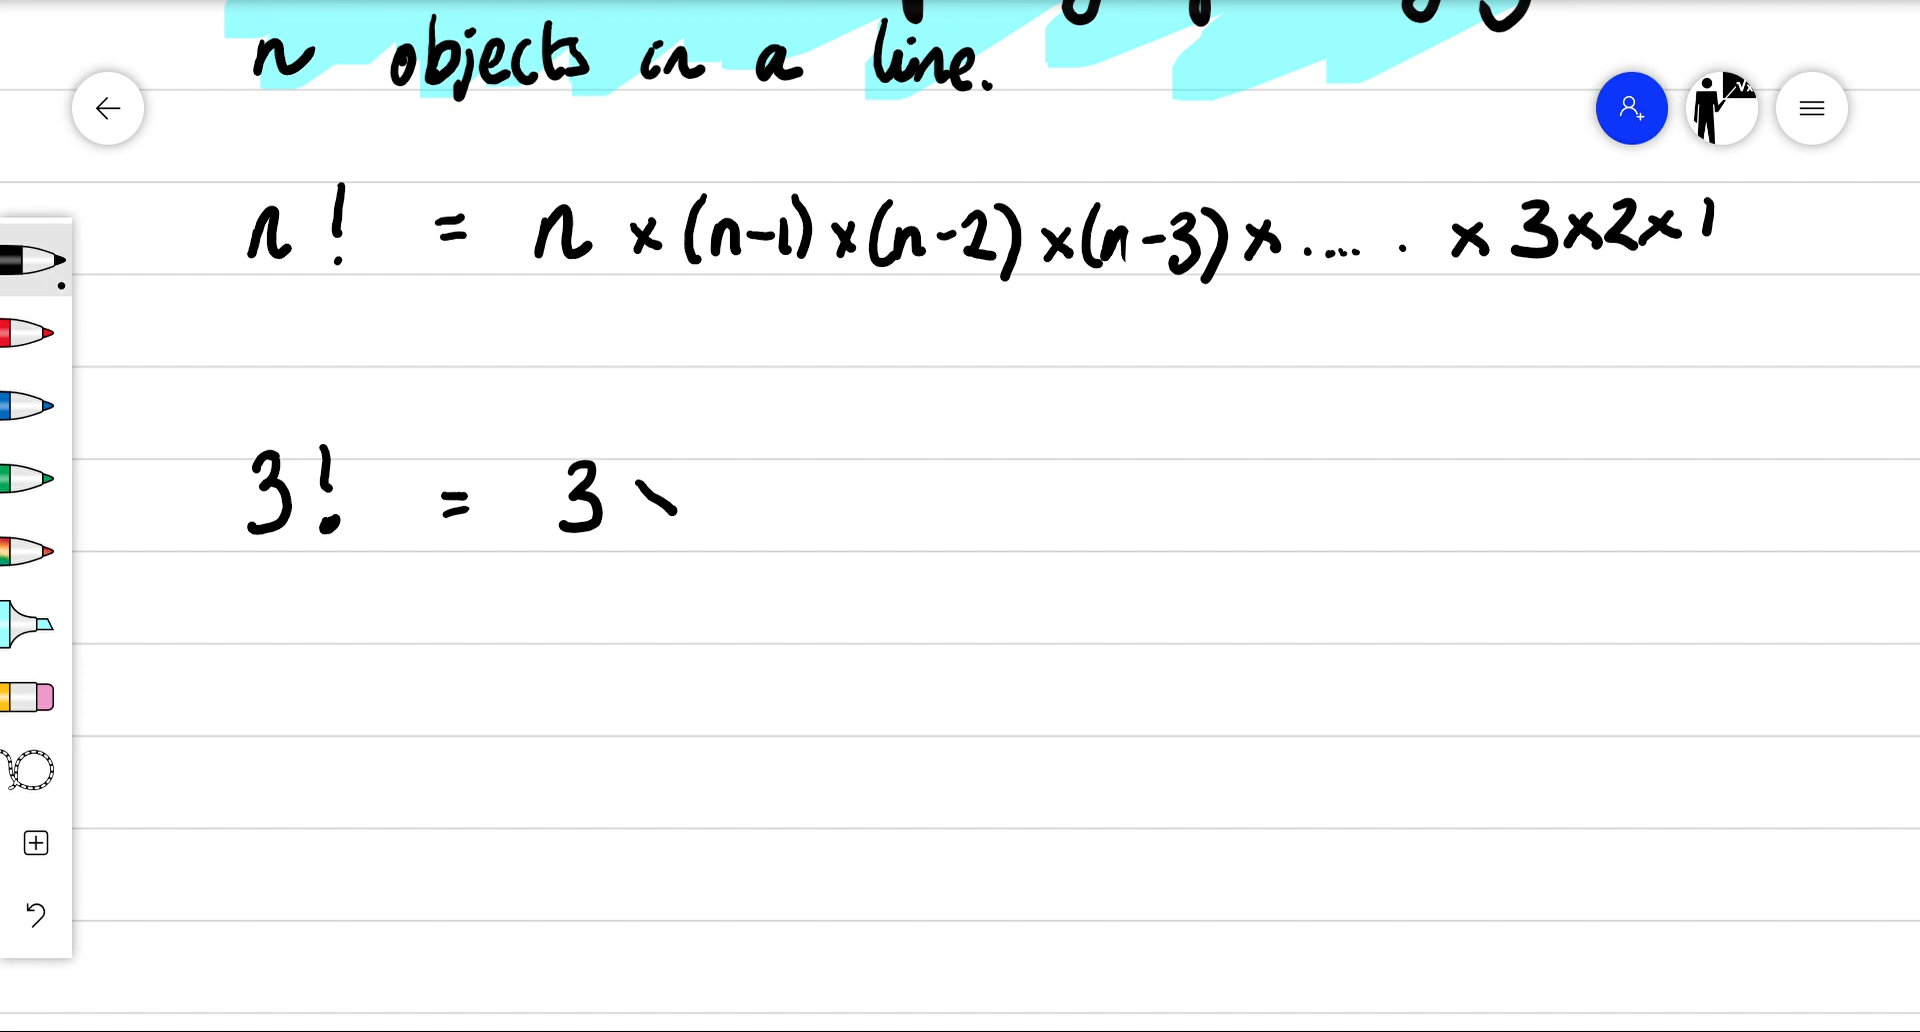 n objects in a line.
n! = n × (n-1) × (n-2) × (n-3) × ..... . × 3×2×1
3! = 3 \